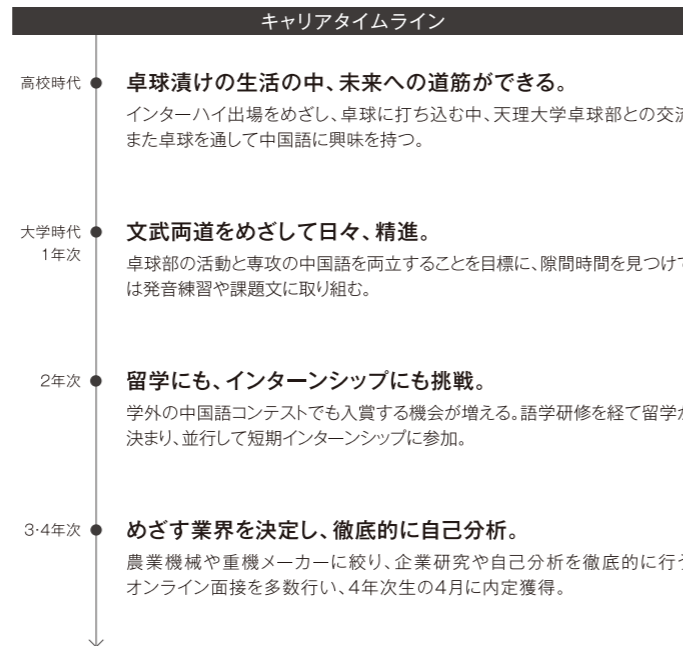 キャリアタイムライン
高校時代
卓球漬けの生活の中、未来への道筋ができる。
インターハイ出場をめざし、卓球に打ち込む中、天理大学卓球部との交流
また卓球を通して中国語に興味を持つ。
大学時代
1年次
文武両道をめざして日々、精進。
卓球部の活動と専攻の中国語を両立することを目標に、隙間時間を見つけて
は発音練習や課題文に取り組む。
2年次
留学にも、インターンシップにも挑戦。
学外の中国語コンテストでも入賞する機会が増える。語学研修を経て留学が
決まり、並行して短期インターンシップに参加。
3・4年次
めざす業界を決定し、徹底的に自己分析。
農業機械や重機メーカーに絞り、企業研究や自己分析を徹底的に行う
オンライン面接を多数行い、4年次生の4月に内定獲得。